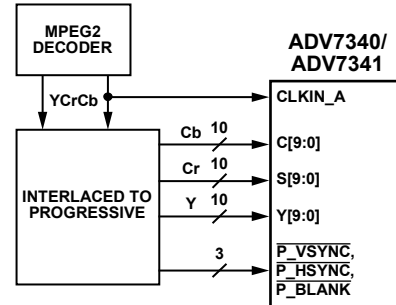 MPEG2
DECODER
ADV7340/
ADV7341
YCrCb
CLKIN_A
Cb 10
C[9:0]
Cr 10
S[9:0]
INTERLACED TO
PROGRESSIVE
Y 10
Y[9:0]
3
P_VSYNC,
P_HSYNC,
P_BLANK